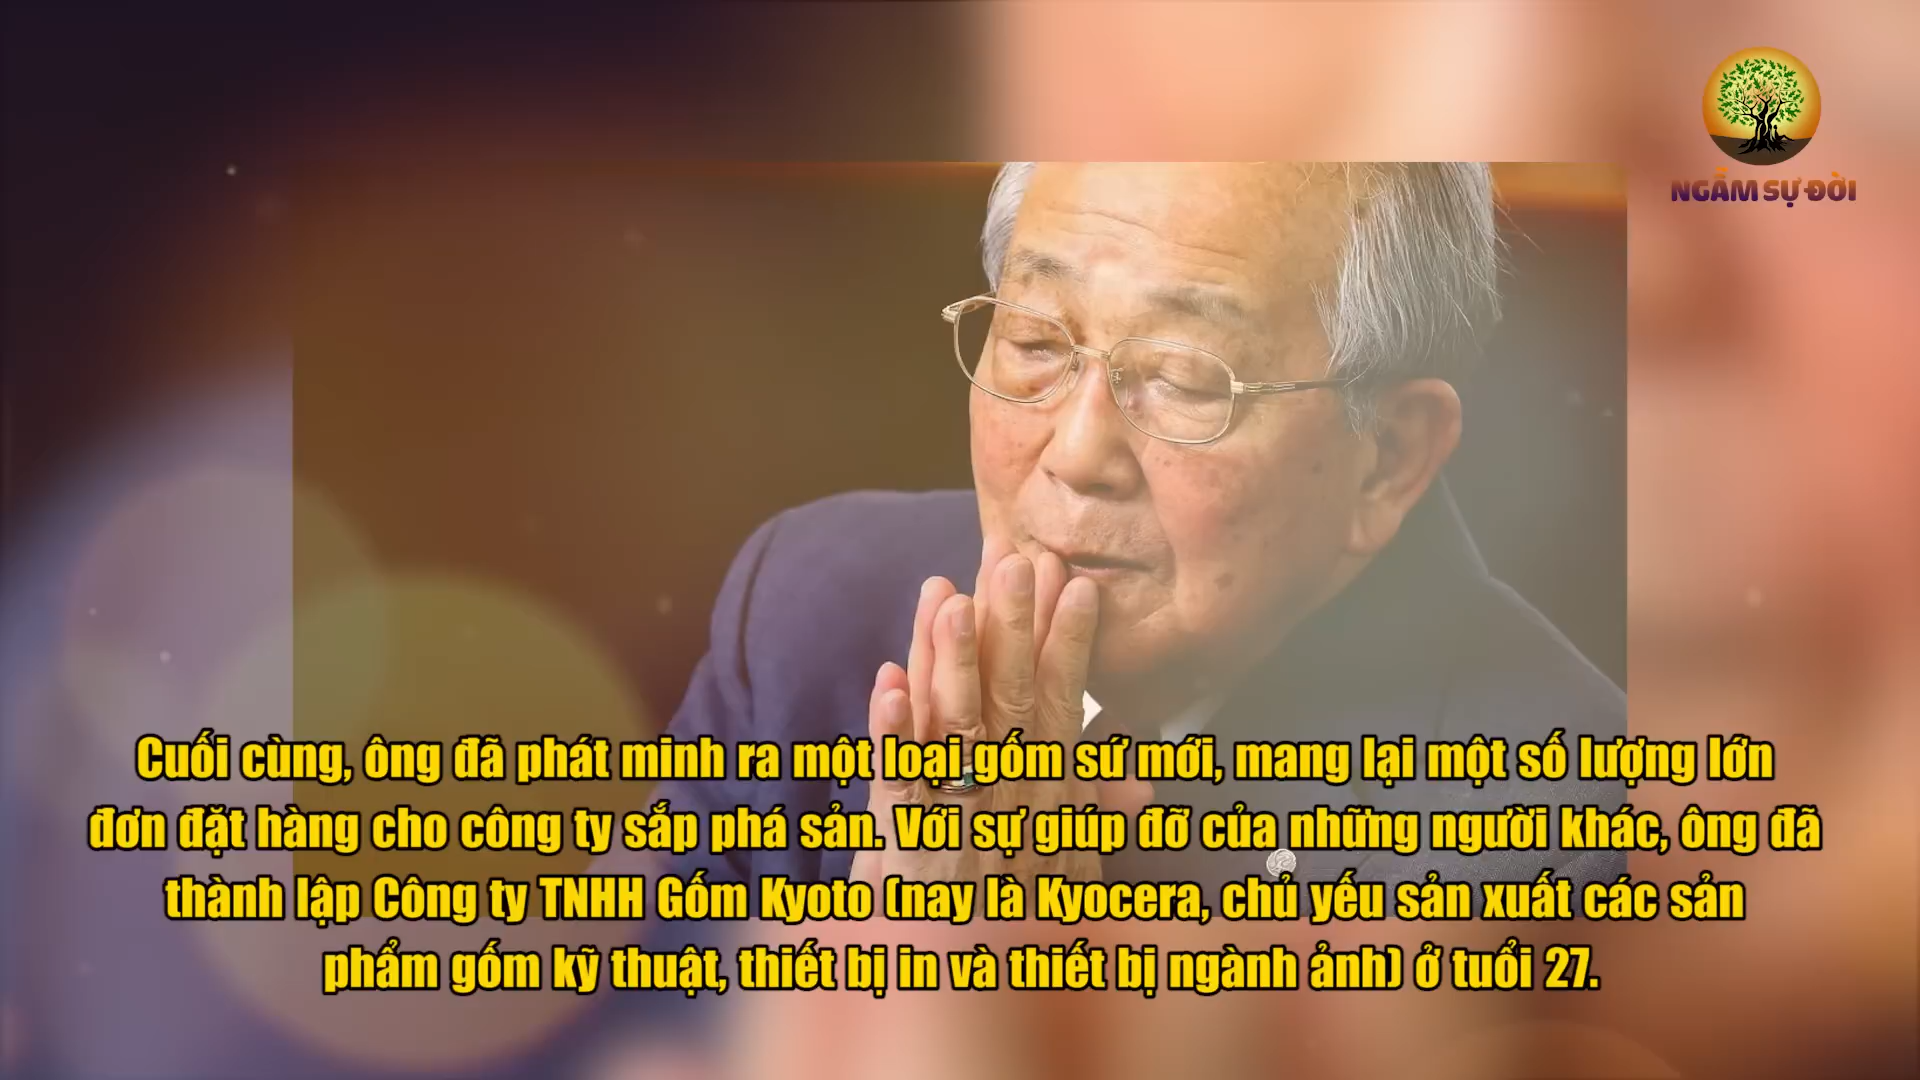 NGẪM SỰ ĐỜI
Cuối cùng, ông đã phát minh ra một loại gốm sứ mới, mang lại một số lượng lớn
đơn đặt hàng cho công ty sắp phá sản. Với sự giúp đỡ của những người khác, ông đã
thành lập Công ty TNHH Gốm Kyoto (nay là Kyocera, chủ yếu sản xuất các sản
phẩm gốm kỹ thuật, thiết bị in và thiết bị ngành ảnh) ở tuổi 27.